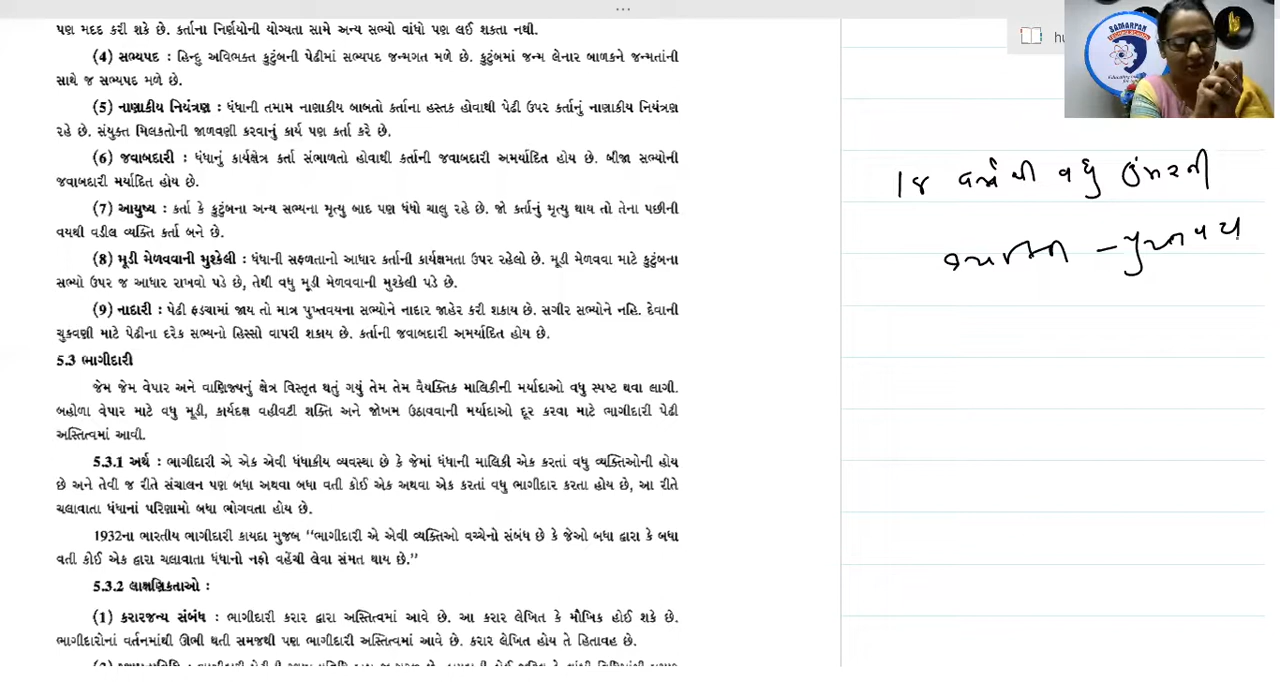 પણ મદદ કરી શકે છે. કર્તાના નિર્ણયોની યોગ્યતા સામે અન્ય સભ્યો વાંધો પણ લઈ શકતા નથી.
(4) સભ્યપદ : હિન્દુ અવિભક્ત કુટુંબની પેઢીમાં સભ્યપદ જન્મગત મળે છે. કુટુંબમાં જન્મ લેનાર બાળકને જન્મતાંની
સાથે જ સભ્યપદ મળે છે.
(5) નાણાકીય નિયંત્રણ : ધંધાની તમામ નાણાકીય બાબતો કર્તાના હસ્તક હોવાથી પેઢી ઉપર કર્તાનું નાણાકીય નિયંત્રણ
રહે છે. સંયુક્ત મિલકતોની જાળવણી કરવાનું કાર્ય પણ કર્તા કરે છે.
(6) જવાબદારી : ધંધાનું કાર્યક્ષેત્ર કર્તા સંભાળતો હોવાથી કર્તાની જવાબદારી અમર્યાદિત હોય છે. બીજા સભ્યોની
જવાબદારી મર્યાદિત હોય છે.
(7) આયુષ્ય : કર્તા કે કુટુંબના અન્ય સભ્યના મૃત્યુ બાદ પણ ધંધો ચાલુ રહે છે. જો કર્તાનું મૃત્યુ થાય તો તેના પછીની
વયથી વડીલ વ્યક્તિ કર્તા બને છે.
(8) મૂડી મેળવવાની મુશ્કેલી : ધંધાની સફળતાનો આધાર કર્તાની કાર્યક્ષમતા ઉપર રહેલો છે. મૂડી મેળવવા માટે કુટુંબના
સભ્યો ઉપર જ આધાર રાખવો પડે છે, તેથી વધુ મૂડી મેળવવાની મુશ્કેલી પડે છે.
(9) નાદારી : પેઢી ફડચામાં જાય તો માત્ર પુખ્તવયના સભ્યોને નાદાર જાહેર કરી શકાય છે. સગીર સભ્યોને નહિ. દેવાની
ચુકવણી માટે પેઢીના દરેક સભ્યનો હિસ્સો વાપરી શકાય છે. કર્તાની જવાબદારી અમર્યાદિત હોય છે.
5.3 ભાગીદારી
જેમ જેમ વેપાર અને વાણિજ્યનું ક્ષેત્ર વિસ્તૃત થતું ગયું તેમ તેમ વૈયક્તિક માલિકીની મર્યાદાઓ વધુ સ્પષ્ટ થવા લાગી.
બહોળા વેપાર માટે વધુ મૂડી, કાર્યદક્ષ વહીવટી શક્તિ અને જોખમ ઉઠાવવાની મર્યાદાઓ દૂર કરવા માટે ભાગીદારી પેઢી
અસ્તિત્વમાં આવી.
5.3.1 અર્થ : ભાગીદારી એ એક એવી ધંધાકીય વ્યવસ્થા છે કે જેમાં ધંધાની માલિકી એક કરતાં વધુ વ્યક્તિઓની હોય
છે અને તેવી જ રીતે સંચાલન પણ બધા અથવા બધા વતી કોઈ એક અથવા એક કરતાં વધુ ભાગીદાર કરતા હોય છે, આ રીતે
ચલાવાતા ધંધાનાં પરિણામો બધા ભોગવતા હોય છે.
1932ના ભારતીય ભાગીદારી કાયદા મુજબ “ભાગીદારી એ એવી વ્યક્તિઓ વચ્ચેનો સંબંધ છે કે જેઓ બધા દ્વારા કે બધા
વતી કોઈ એક દ્વારા ચલાવાતા ધંધાનો નફો વહેંચી લેવા સંમત થાય છે.”
5.3.2 લાક્ષણિકતાઓ :
(1) કરારજન્ય સંબંધ : ભાગીદારી કરાર દ્વારા અસ્તિત્વમાં આવે છે. આ કરાર લેખિત કે મૌખિક હોઈ શકે છે.
ભાગીદારોનાં વર્તનમાંથી ઊભી થતી સમજથી પણ ભાગીદારી અસ્તિત્વમાં આવે છે. કરાર લેખિત હોય તે હિતાવહ છે.
SAMARPAN
18 વર્ષથી વધુ ઉંમરની
વ્યક્તિ – પુખ્તવય